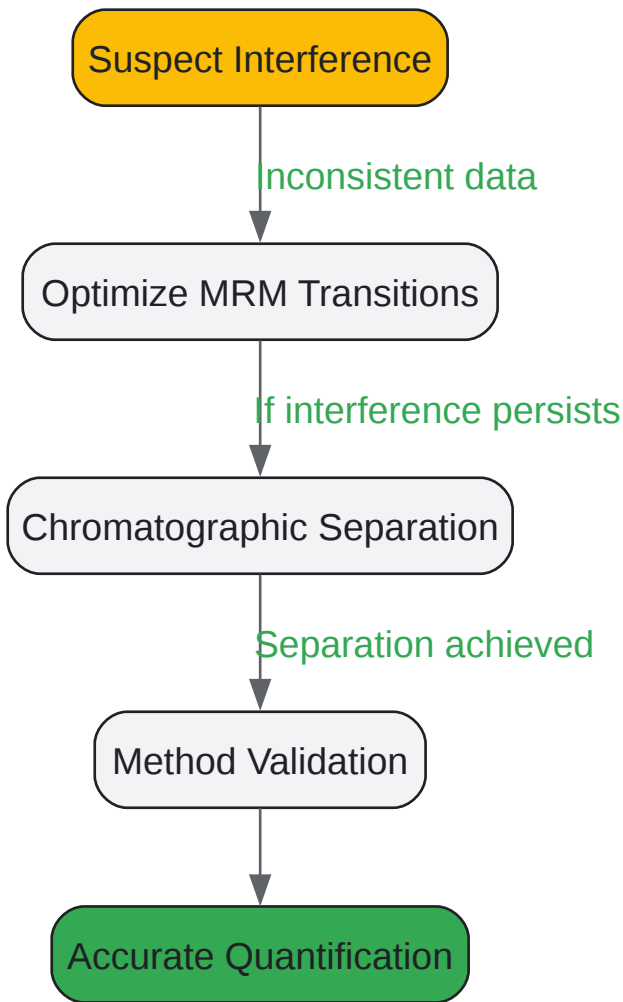 Suspect Interference
Inconsistent data
Optimize MRM Transitions
If interference persists
Chromatographic Separation
Separation achieved
Method Validation
Accurate Quantification